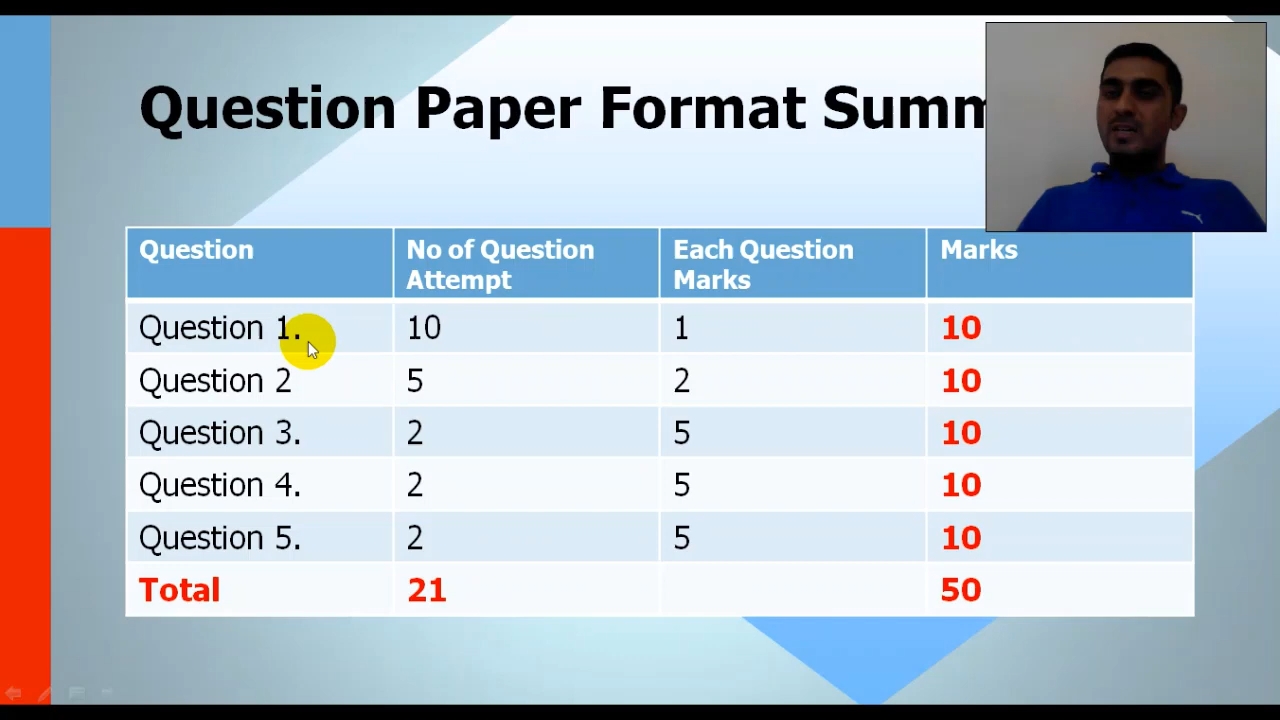 Question Paper Format Summ
Question No of Question Attempt Each Question Marks Marks
Question 1. 10 1 10
Question 2 5 2 10
Question 3. 2 5 10
Question 4. 2 5 10
Question 5. 2 5 10
Total 21 50